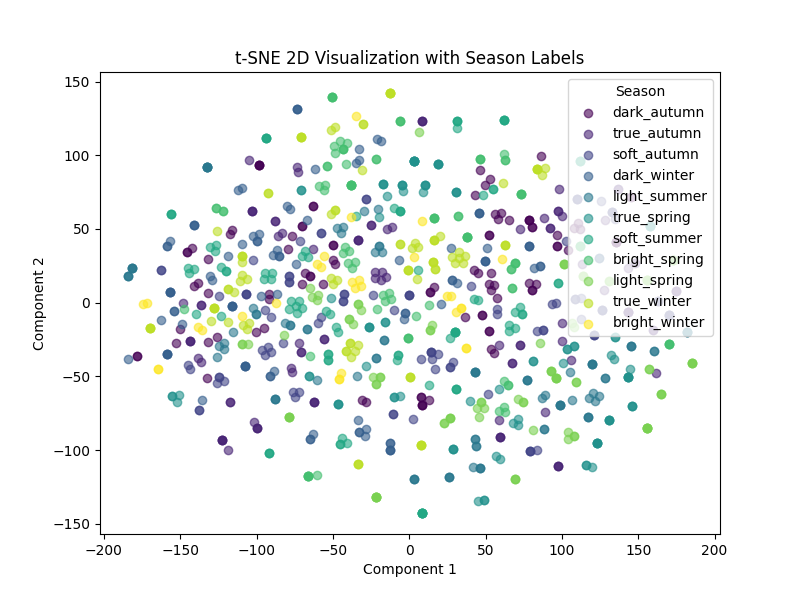 t-SNE 2D Visualization with Season Labels
Season
dark_autumn
true_autumn
soft_autumn
dark_winter
light_summer
true_spring
soft_summer
bright_spring
light_spring
true_winter
bright_winter
Component 2
150
100
50
0
−50
−100
−150
−200
−150
−100
−50
0
50
100
150
200
Component 1